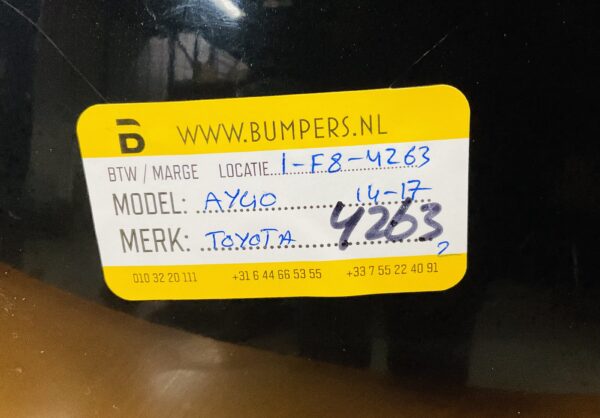 B WWW.BUMPERS.NL
BTW / MARGE LOCATIE 1-F8-4263
MODEL: AYGO 14-17
MERK: TOYOTA 4263 2
010 32 20 111 +31 6 44 66 53 55 +33 7 55 22 40 91